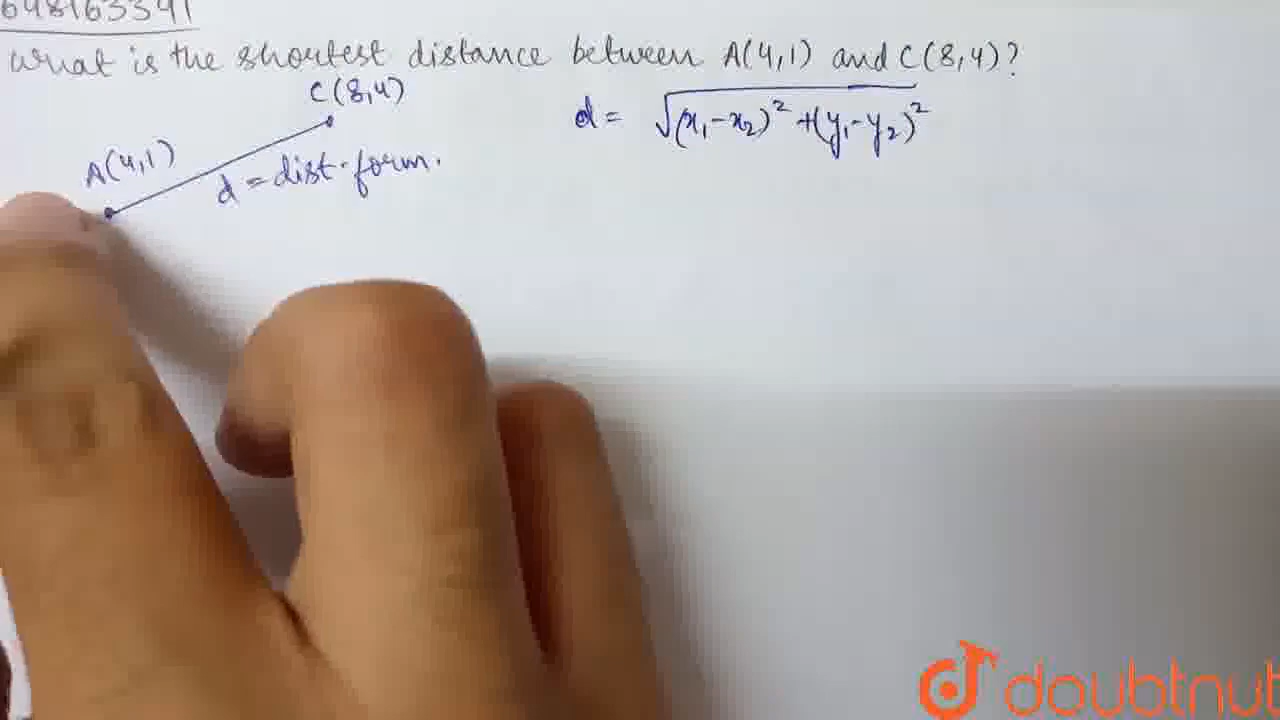 648163341
What is the shortest distance between A(4,1) and C(8,4)?
C(8,4)
d = √(x₁-x₂)² +(y₁-y₂)²
A(4,1)
d = dist. form.
doubtnut